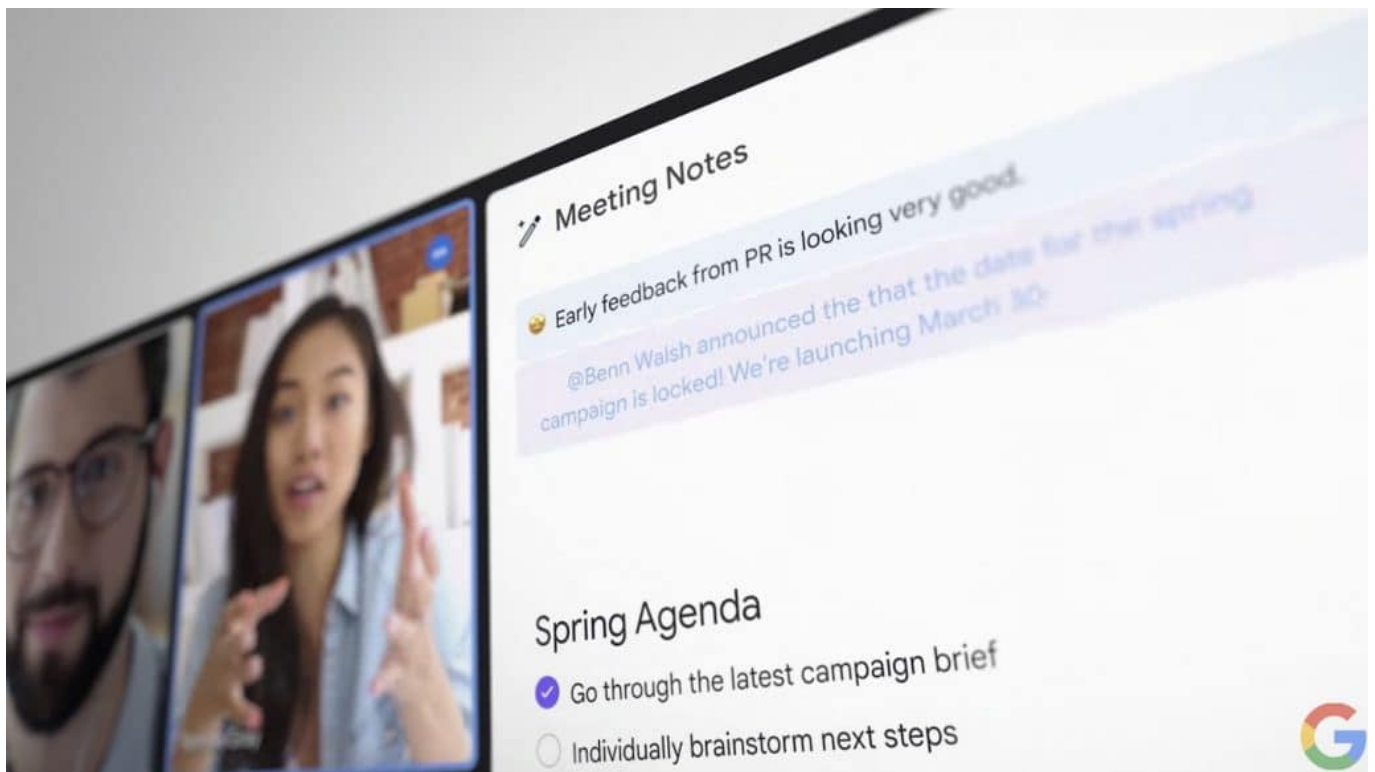 Meeting Notes
🤩 Early feedback from PR is looking very good.
@Benn Walsh announced the that the date for the spring
campaign is locked! We're launching March 30
Spring Agenda
Go through the latest campaign brief
Individually brainstorm next steps
G